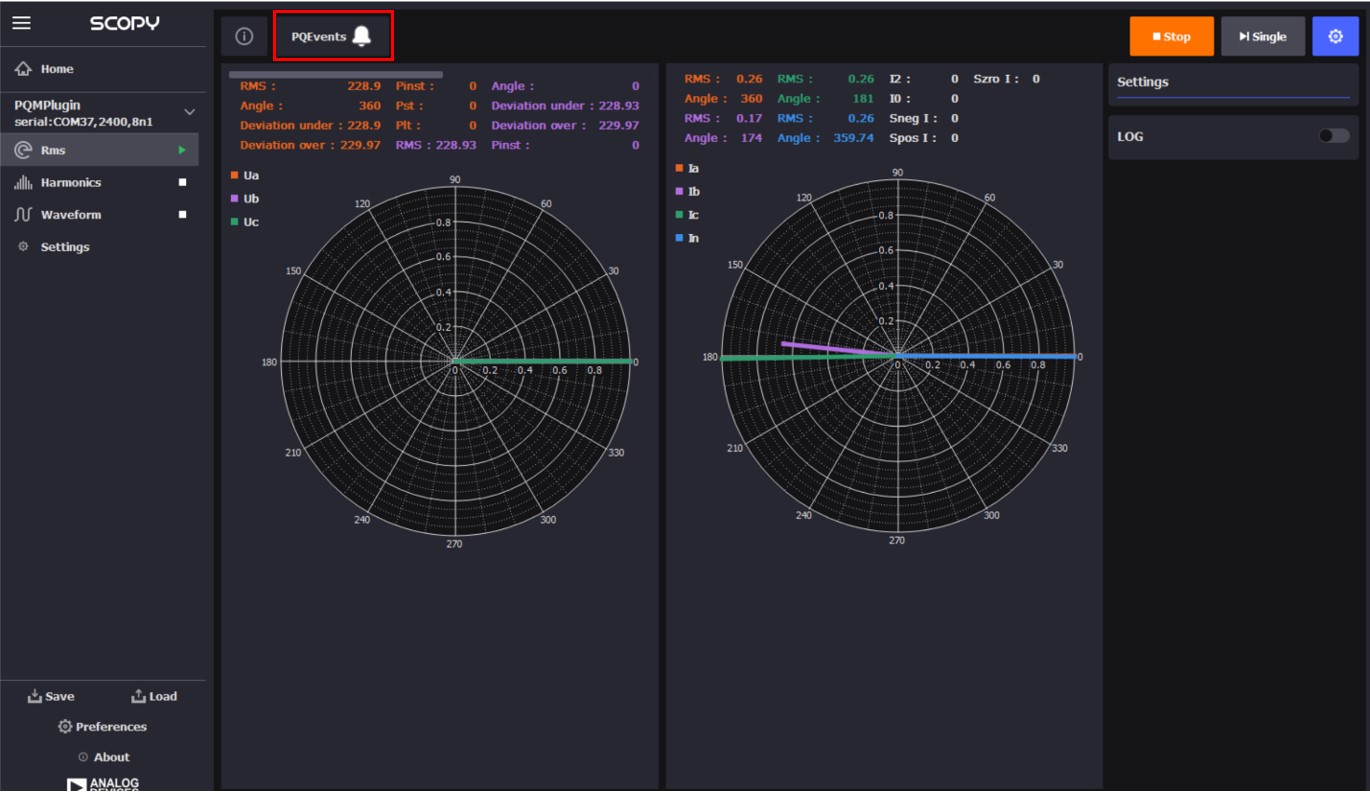 SCOPY
Home
PQMPlugin
serial:COM37,2400,8n1
Rms
Harmonics
Waveform
Settings
Save Load
Preferences
About
ANALOG
DEVICES
PQEvents
Stop
Single
RMS : 228.9 Pinst : 0 Angle : 0
Angle : 360 Pst : 0 Deviation under : 228.93
Deviation under : 228.9 Plt : 0 Deviation over : 229.97
Deviation over : 229.97 RMS : 228.93 Pinst : 0
Ua
Ub
Uc
90
120 60
0.8
0.6
150 30
0.4
0.2
180 0 0.2 0.4 0.6 0.8 0
210 330
240 300
270
RMS : 0.26 RMS : 0.26 I2 : 0 Szro I : 0
Angle : 360 Angle : 181 I0 : 0
RMS : 0.17 RMS : 0.26 Sneg I : 0
Angle : 174 Angle : 359.74 Spos I : 0
Ia
Ib
Ic
In
90
120 60
0.8
0.6
150 30
0.4
0.2
180 0 0.2 0.4 0.6 0.8 0
210 330
240 300
270
Settings
LOG